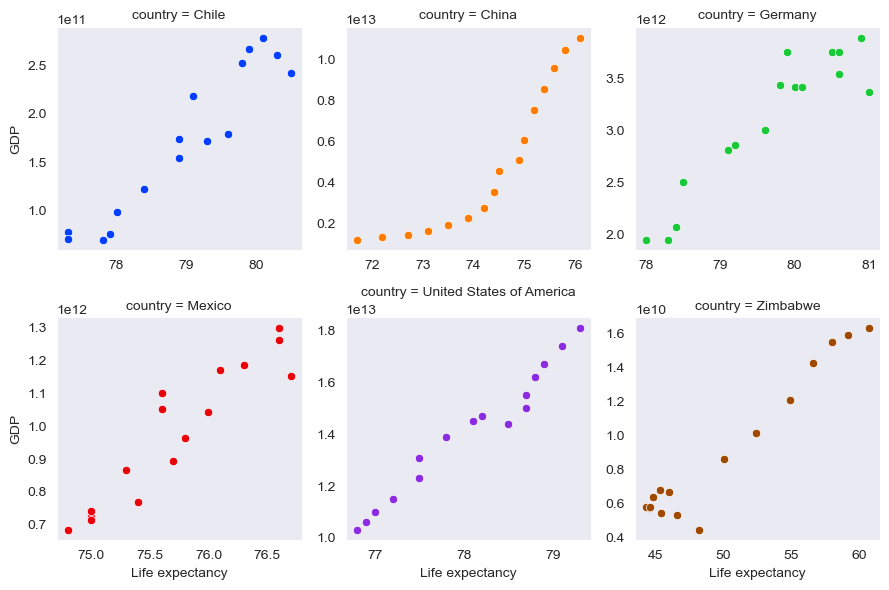 country = Chile
1e11
GDP
2.5
2.0
1.5
1.0
78 79 80
country = China
1e13
1.0
0.8
0.6
0.4
0.2
72 73 74 75 76
country = Germany
1e12
3.5
3.0
2.5
2.0
78 79 80 81
country = Mexico
1e12
GDP
1.3
1.2
1.1
1.0
0.9
0.8
0.7
75.0 75.5 76.0 76.5
Life expectancy
country = United States of America
1e13
1.8
1.6
1.4
1.2
1.0
77 78 79
Life expectancy
country = Zimbabwe
1e10
1.6
1.4
1.2
1.0
0.8
0.6
0.4
45 50 55 60
Life expectancy